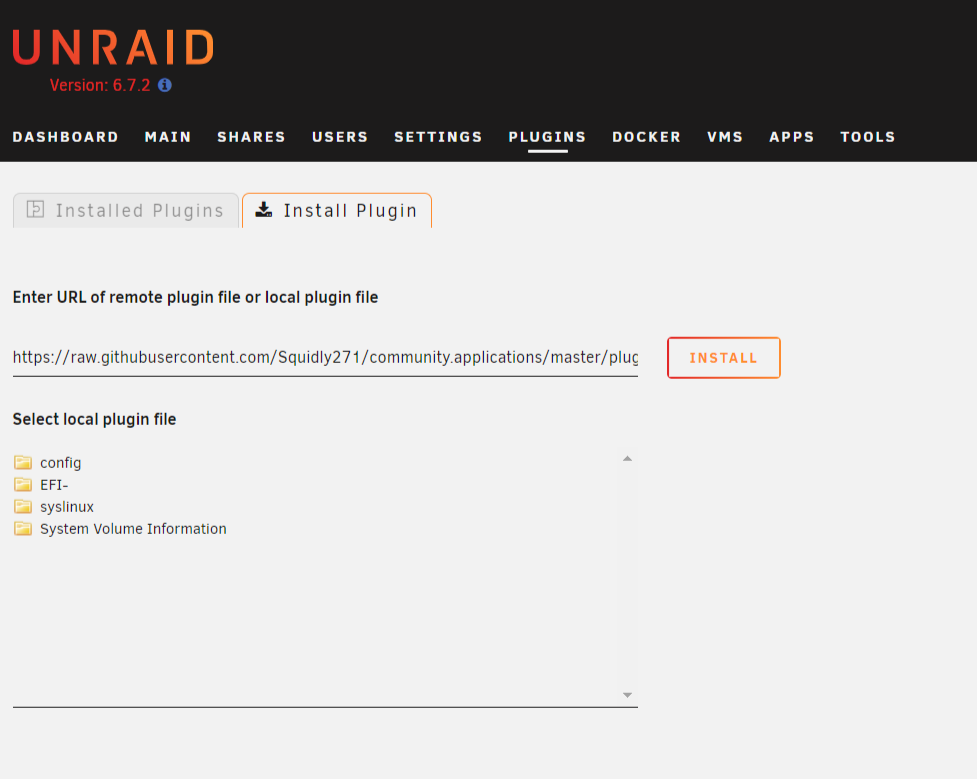 UNRAID
Version: 6.7.2
DASHBOARD MAIN SHARES USERS SETTINGS PLUGINS DOCKER VMS APPS TOOLS
Installed Plugins Install Plugin
Enter URL of remote plugin file or local plugin file
https://raw.githubusercontent.com/Squidly271/community.applications/master/plug INSTALL
Select local plugin file
config
EFI-
syslinux
System Volume Information